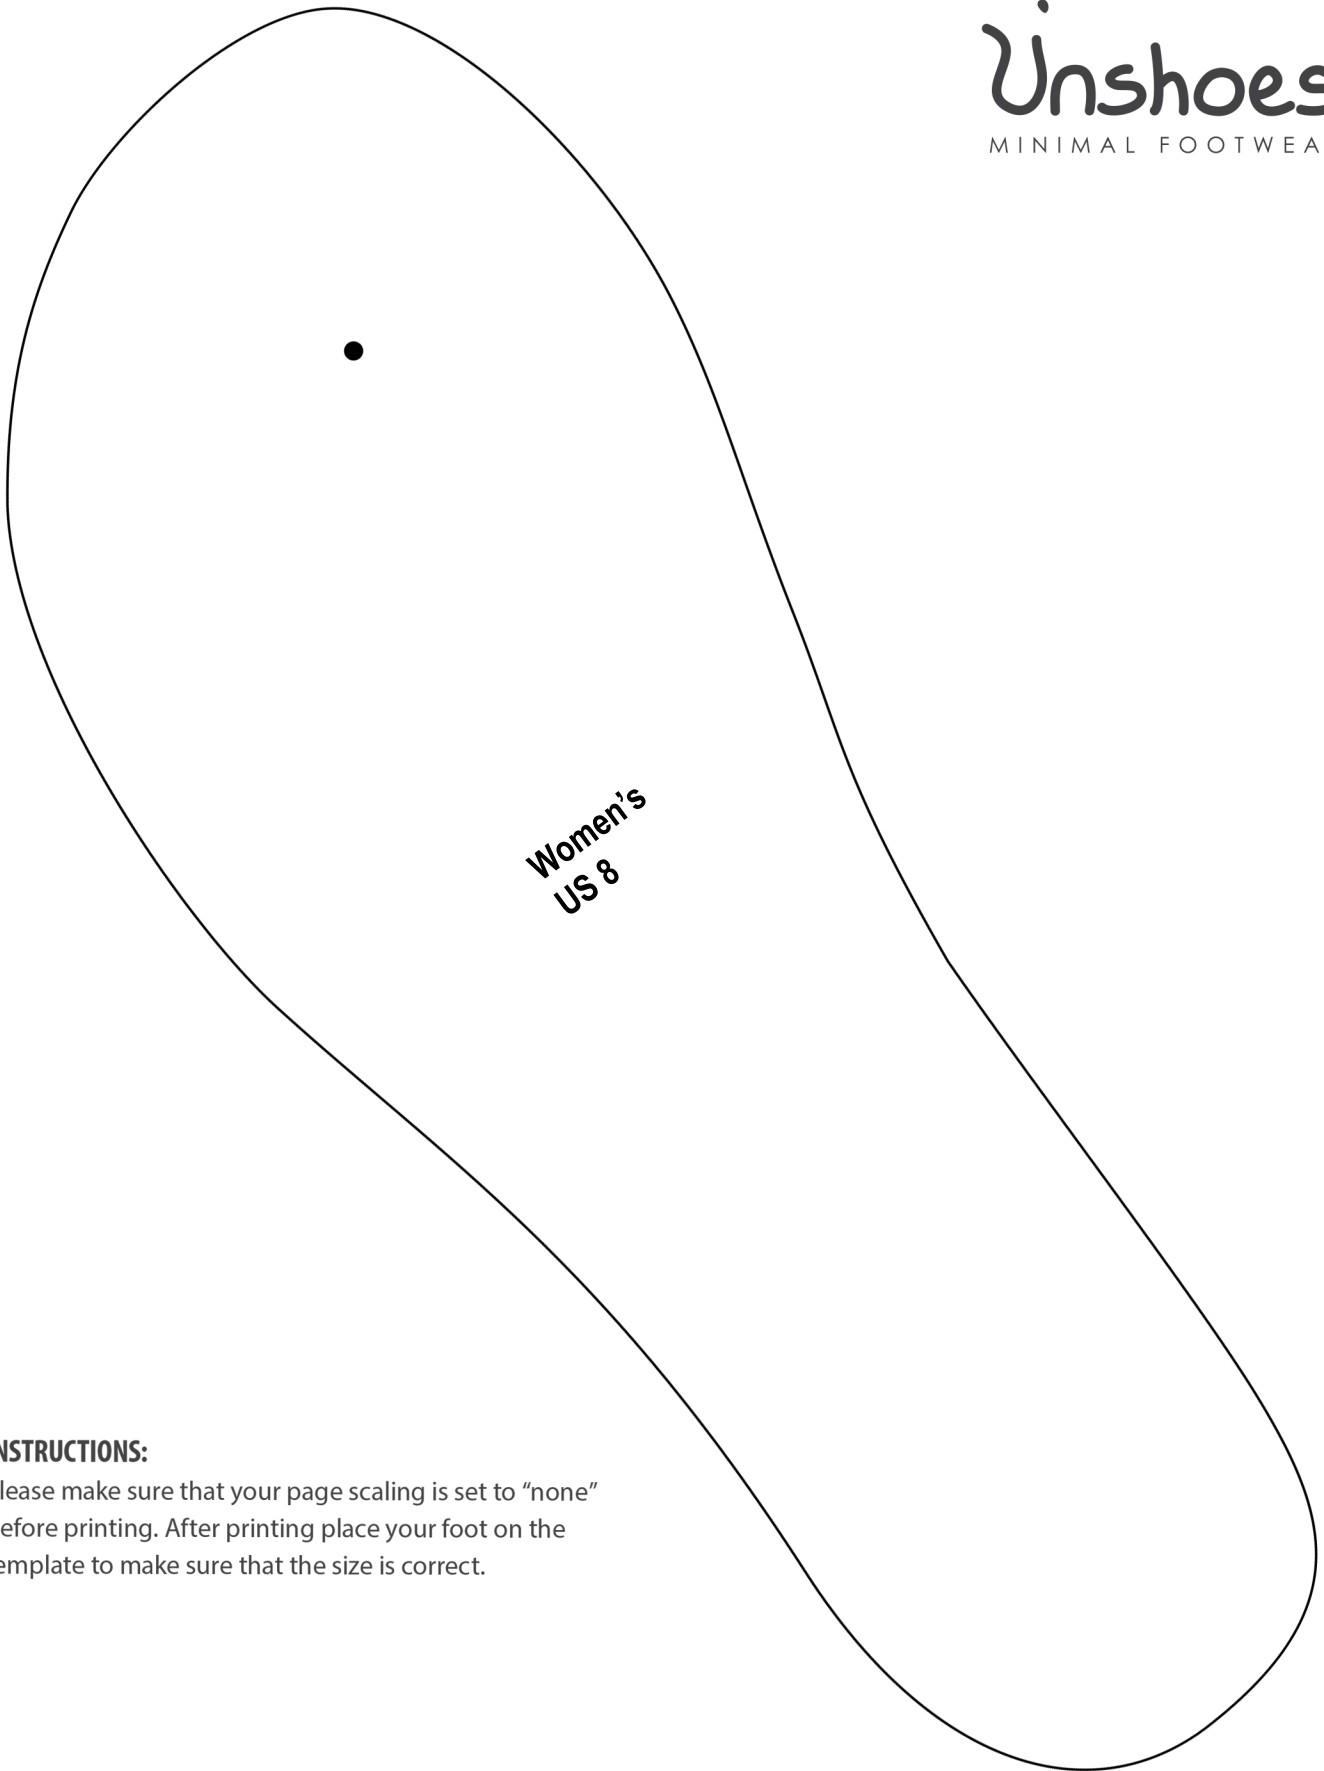 Unshoes
MINIMAL FOOTWEA
Women's
US 8
NSTRUCTIONS:
lease make sure that your page scaling is set to “none”
efore printing. After printing place your foot on the
emplate to make sure that the size is correct.